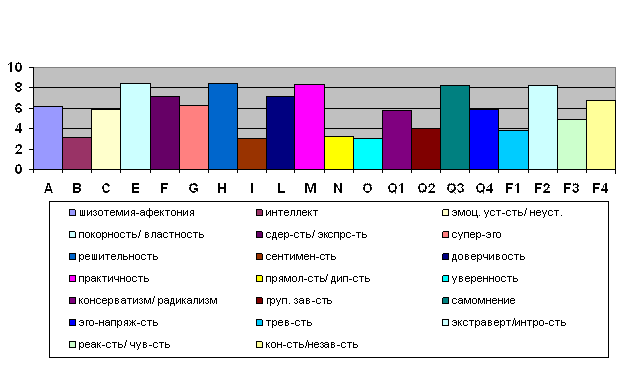 10
8
6
4
2
0
A B C E F G H I L M N O Q1 Q2 Q3 Q4 F1 F2 F3 F4
шизотемия-афектония интеллект эмоц. уст-сть/ неуст.
покорность/ властность сдер-сть/ экспрс-ть супер-эго
решительность сентимен-сть доверчивость
практичность прямол-сть/ дип-сть уверенность
консерватизм/ радикализм груп. зав-сть самомнение
эго-напряж-сть трев-сть экстраверт/интро-сть
реак-сть/ чув-сть кон-сть/незав-сть